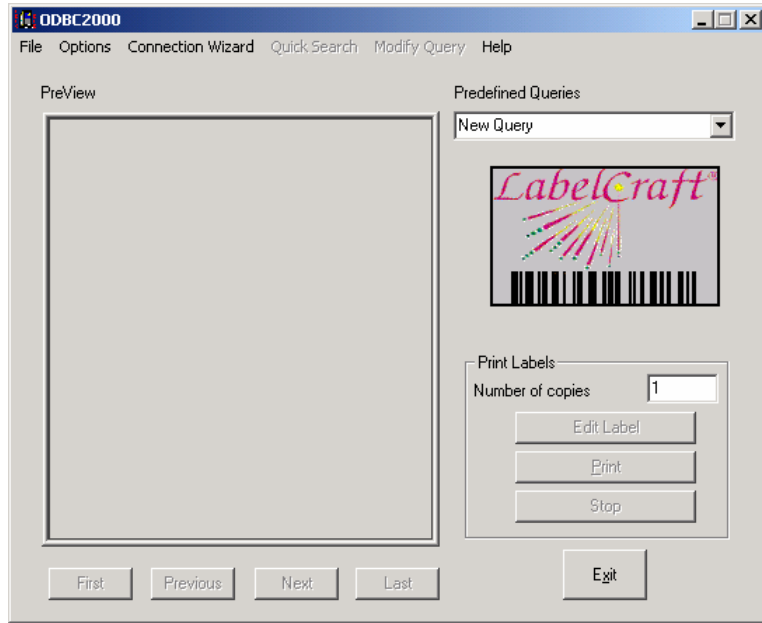 ODBC2000
File Options Connection Wizard Quick Search Modify Query Help
PreView
Predefined Queries
New Query
LabelCraft®
Print Labels
Number of copies 1
Edit Label
Print
Stop
First Previous Next Last
Exit